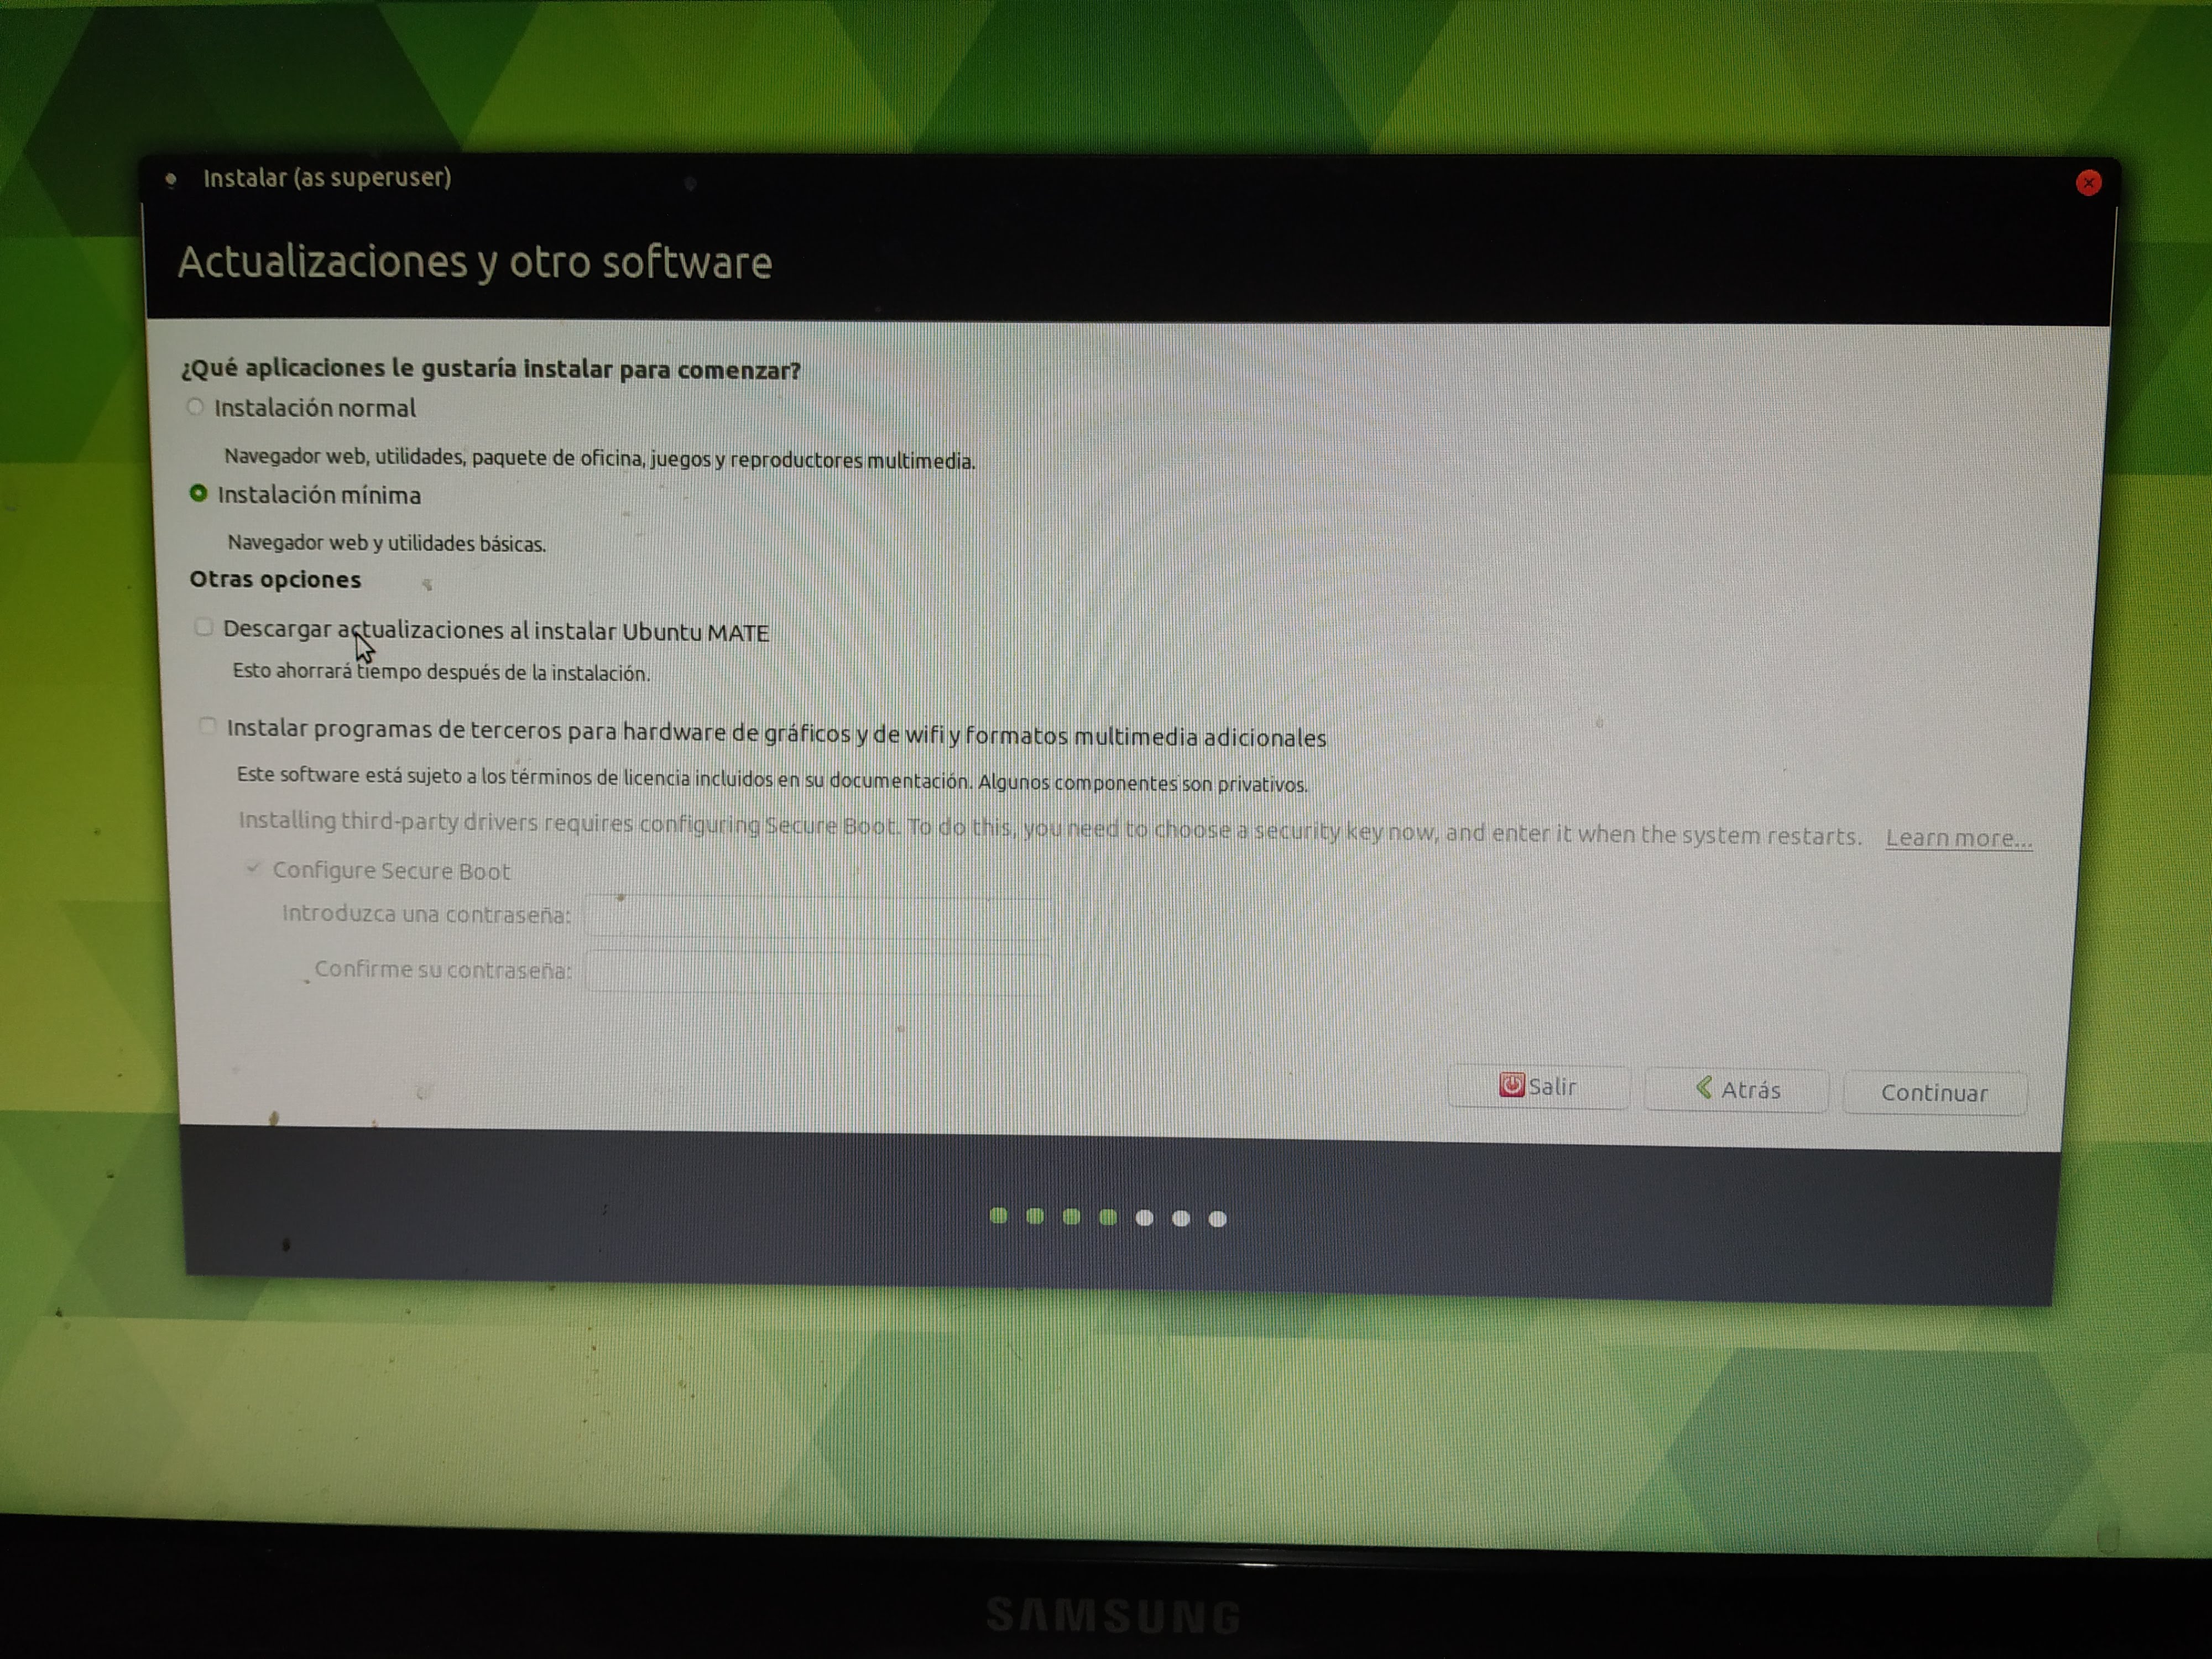 Instalar (as superuser)
Actualizaciones y otro software
¿Qué aplicaciones le gustaría instalar para comenzar?
Instalación normal
Navegador web, utilidades, paquete de oficina, juegos y reproductores multimedia.
Instalación mínima
Navegador web y utilidades básicas.
Otras opciones
Descargar actualizaciones al instalar Ubuntu MATE
Esto ahorrará tiempo después de la instalación.
Instalar programas de terceros para hardware de gráficos y de wifi y formatos multimedia adicionales
Este software está sujeto a los términos de licencia incluidos en su documentación. Algunos componentes son privativos.
Installing third-party drivers requires configuring Secure Boot. To do this, you need to choose a security key now, and enter it when the system restarts. Learn more...
Configure Secure Boot
Introduzca una contraseña:
Confirme su contraseña:
Salir
Atrás
Continuar
SAMSUNG